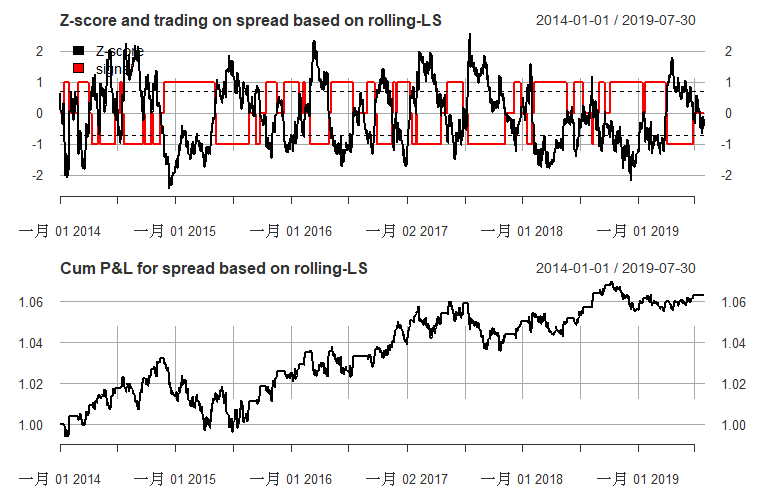 Z-score and trading on spread based on rolling-LS 2014-01-01 / 2019-07-30
Z-score
signal
2 2
1 1
0 0
-1 -1
-2 -2
一月 01 2014 一月 01 2015 一月 01 2016 一月 02 2017 一月 01 2018 一月 01 2019
Cum P&L for spread based on rolling-LS 2014-01-01 / 2019-07-30
1.06 1.06
1.04 1.04
1.02 1.02
1.00 1.00
一月 01 2014 一月 01 2015 一月 01 2016 一月 02 2017 一月 01 2018 一月 01 2019